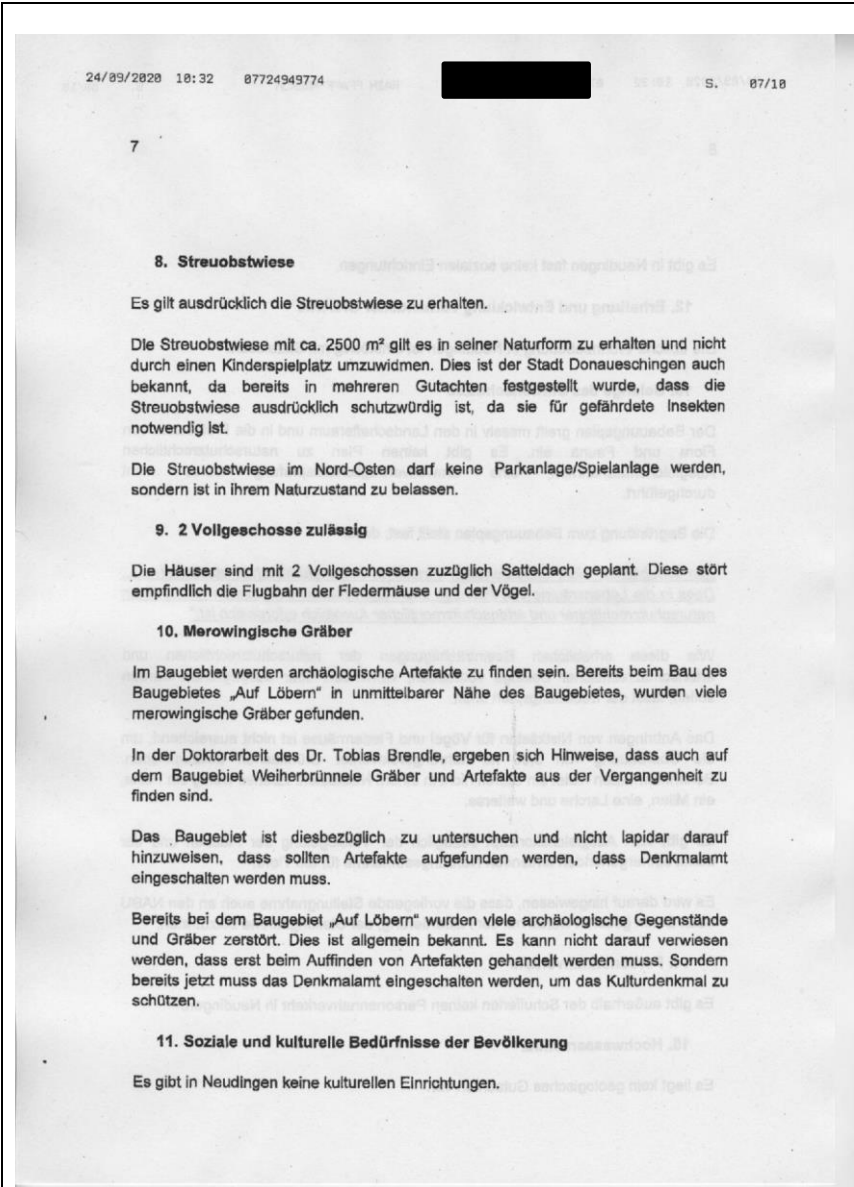 24/09/2020 10:32 07724949774 S. 07/10
7
8. Streuobstwiese
Es gilt ausdrücklich die Streuobstwiese zu erhalten.
Die Streuobstwiese mit ca. 2500 m² gilt es in seiner Naturform zu erhalten und nicht
durch einen Kinderspielplatz umzuwidmen. Dies ist der Stadt Donaueschingen auch
bekannt, da bereits in mehreren Gutachten festgestellt wurde, dass die
Streuobstwiese ausdrücklich schutzwürdig ist, da sie für gefährdete Insekten
notwendig ist.
Die Streuobstwiese im Nord-Osten darf keine Parkanlage/Spielanlage werden,
sondern ist in ihrem Naturzustand zu belassen.
9. 2 Vollgeschosse zulässig
Die Häuser sind mit 2 Vollgeschossen zuzüglich Satteldach geplant. Diese stört
empfindlich die Flugbahn der Fledermäuse und der Vögel.
10. Merowingische Gräber
Im Baugebiet werden archäologische Artefakte zu finden sein. Bereits beim Bau des
Baugebietes „Auf Löbern“ in unmittelbarer Nähe des Baugebietes, wurden viele
merowingische Gräber gefunden.
In der Doktorarbeit des Dr. Tobias Brendle, ergeben sich Hinweise, dass auch auf
dem Baugebiet Weiherbrünnele Gräber und Artefakte aus der Vergangenheit zu
finden sind.
Das Baugebiet ist diesbezüglich zu untersuchen und nicht lapidar darauf
hinzuweisen, dass sollten Artefakte aufgefunden werden, dass Denkmalamt
eingeschalten werden muss.
Bereits bei dem Baugebiet „Auf Löbern“ wurden viele archäologische Gegenstände
und Gräber zerstört. Dies ist allgemein bekannt. Es kann nicht darauf verwiesen
werden, dass erst beim Auffinden von Artefakten gehandelt werden muss. Sondern
bereits jetzt muss das Denkmalamt eingeschalten werden, um das Kulturdenkmal zu
schützen.
11. Soziale und kulturelle Bedürfnisse der Bevölkerung
Es gibt in Neudingen keine kulturellen Einrichtungen.